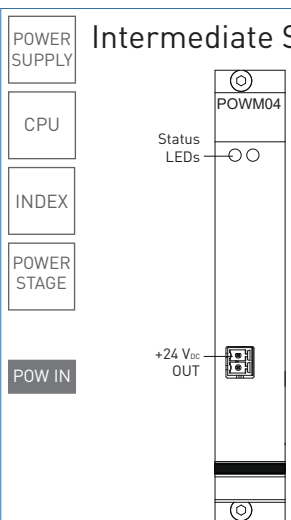 Intermediate S
POWER
SUPPLY
CPU
INDEX
POWER
STAGE
POW IN
POWM04
Status
LEDs
+24 VDC
OUT